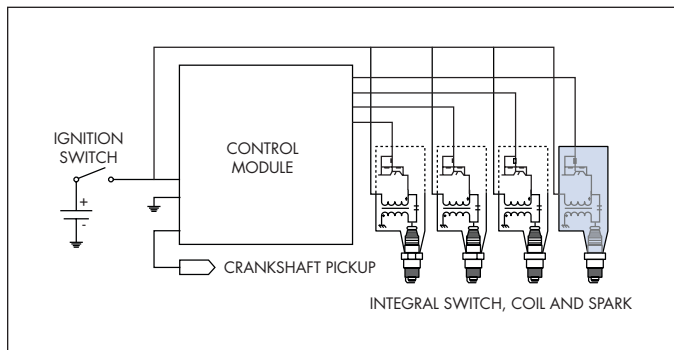 IGNITION
SWITCH
+
-
CONTROL
MODULE
CRANKSHAFT PICKUP
INTEGRAL SWITCH, COIL AND SPARK